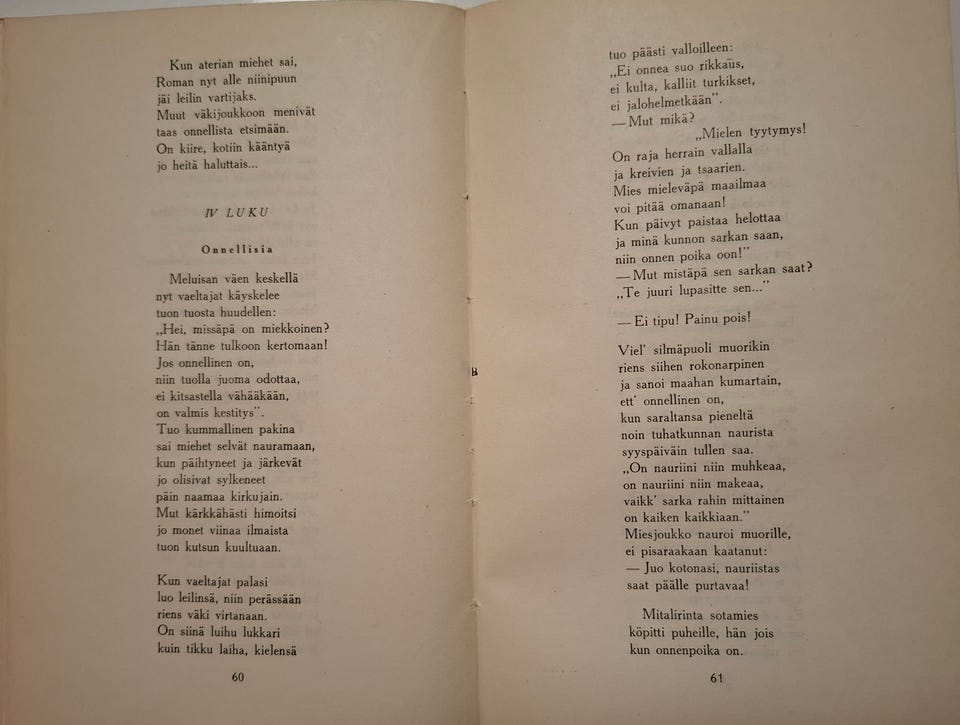 Kun aterian miehet sai,
Roman nyt alle niinipuun
jäi leilin vartijaks.
Muut väkijoukkoon menivät
taas onnellista etsimään.
On kiire, kotiin kääntyä
jo heitä haluttais...
IV LUKU
Onnellisia
Meluisan väen keskellä
nyt vaeltajat käyskelee
tuon tuosta huudellen:
„Hei, missäpä on miekkoinen?
Hän tänne tulkoon kertomaan!
Jos onnellinen on,
niin tuolla juoma odottaa,
ei kitsastella vähääkään,
on valmis kestitys”.
Tuo kummallinen pakina
sai miehet selvät nauramaan,
kun päihtyneet ja järkevät
jo olisivat sylkeneet
päin naamaa kirkujain.
Mut kärkkähästi himoitsi
jo monet viinaa ilmaista
tuon kutsun kuultuaan.
Kun vaeltajat palasi
luo leilinsä, niin perässään
riens väki virtanaan.
On siinä luihu lukkari
kuin tikku laiha, kielensä
60
tuo päästi valloilleen:
„Ei onnea suo rikkaus,
ei kulta, kalliit turkikset,
ei jalohelmetkään”.
— Mut mikä?
„Mielen tyytymys!
On raja herrain vallalla
ja kreivien ja tsaarien.
Mies mieleväpä maailmaa
voi pitää omanaan!
Kun päivyt paistaa helottaa
ja minä kunnon sarkan saan,
niin onnen poika oon!”
— Mut mistäpä sen sarkan saat?
„Te juuri lupasitte sen...”
— Ei tipu! Painu pois!
Viel’ silmäpuoli muorikin
riens siihen rokonarpinen
ja sanoi maahan kumartain,
ett’ onnellinen on,
kun saraltansa pieneltä
noin tuhatkunnan naurista
syyspäiväin tullen saa.
„On nauriini niin muhkeaa,
on nauriini niin makeaa,
vaikk’ sarka rahin mittainen
on kaiken kaikkiaan.”
Miesjoukko nauroi muorille,
ei pisaraakaan kaatanut:
— Juo kotonasi, nauriistas
saat päälle purtavaa!
Mitalirinta sotamies
köpitti puheille, hän jois
kun onnenpoika on.
61